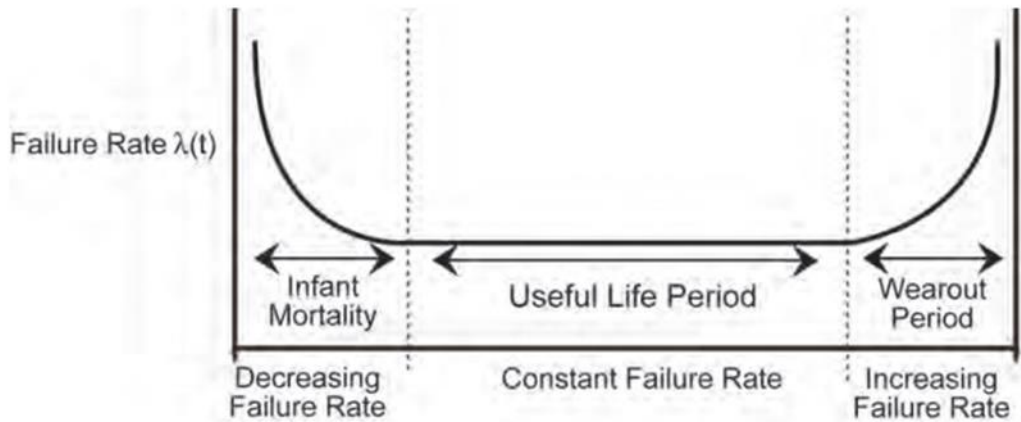 Failure Rate λ(t)
Infant
Mortality
Useful Life Period
Wearout
Period
Decreasing
Failure Rate
Constant Failure Rate
Increasing
Failure Rate